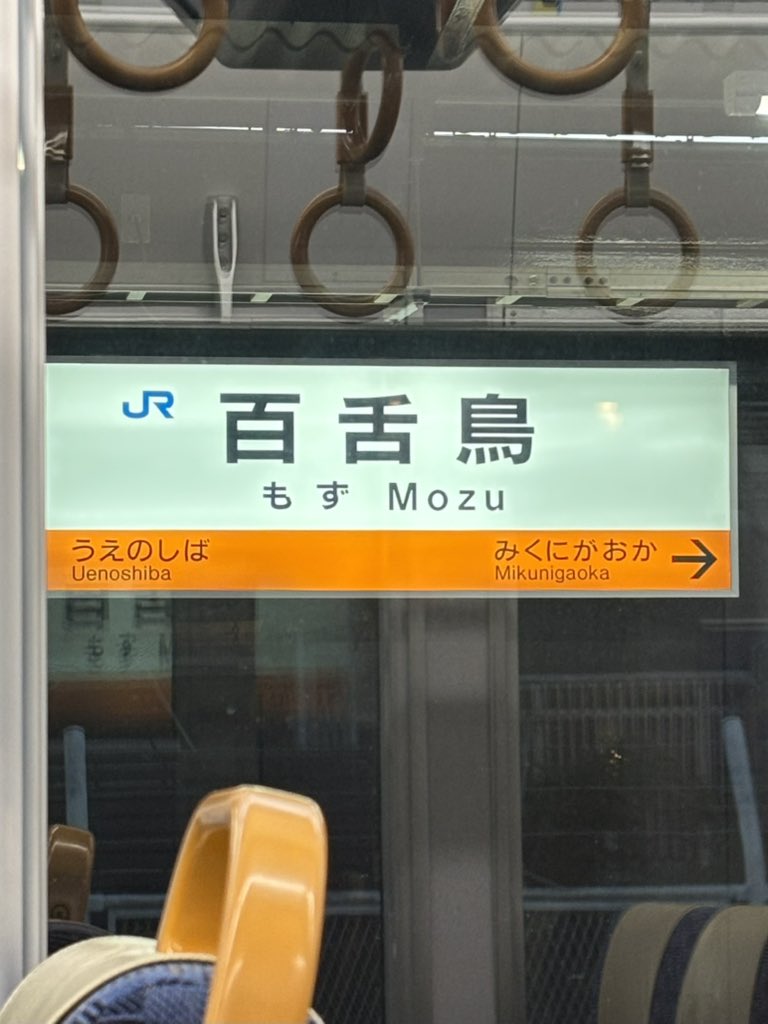 JR 百舌鳥
もず Mozu
うえのしば みくにがおか →
Uenoshiba Mikunigaoka